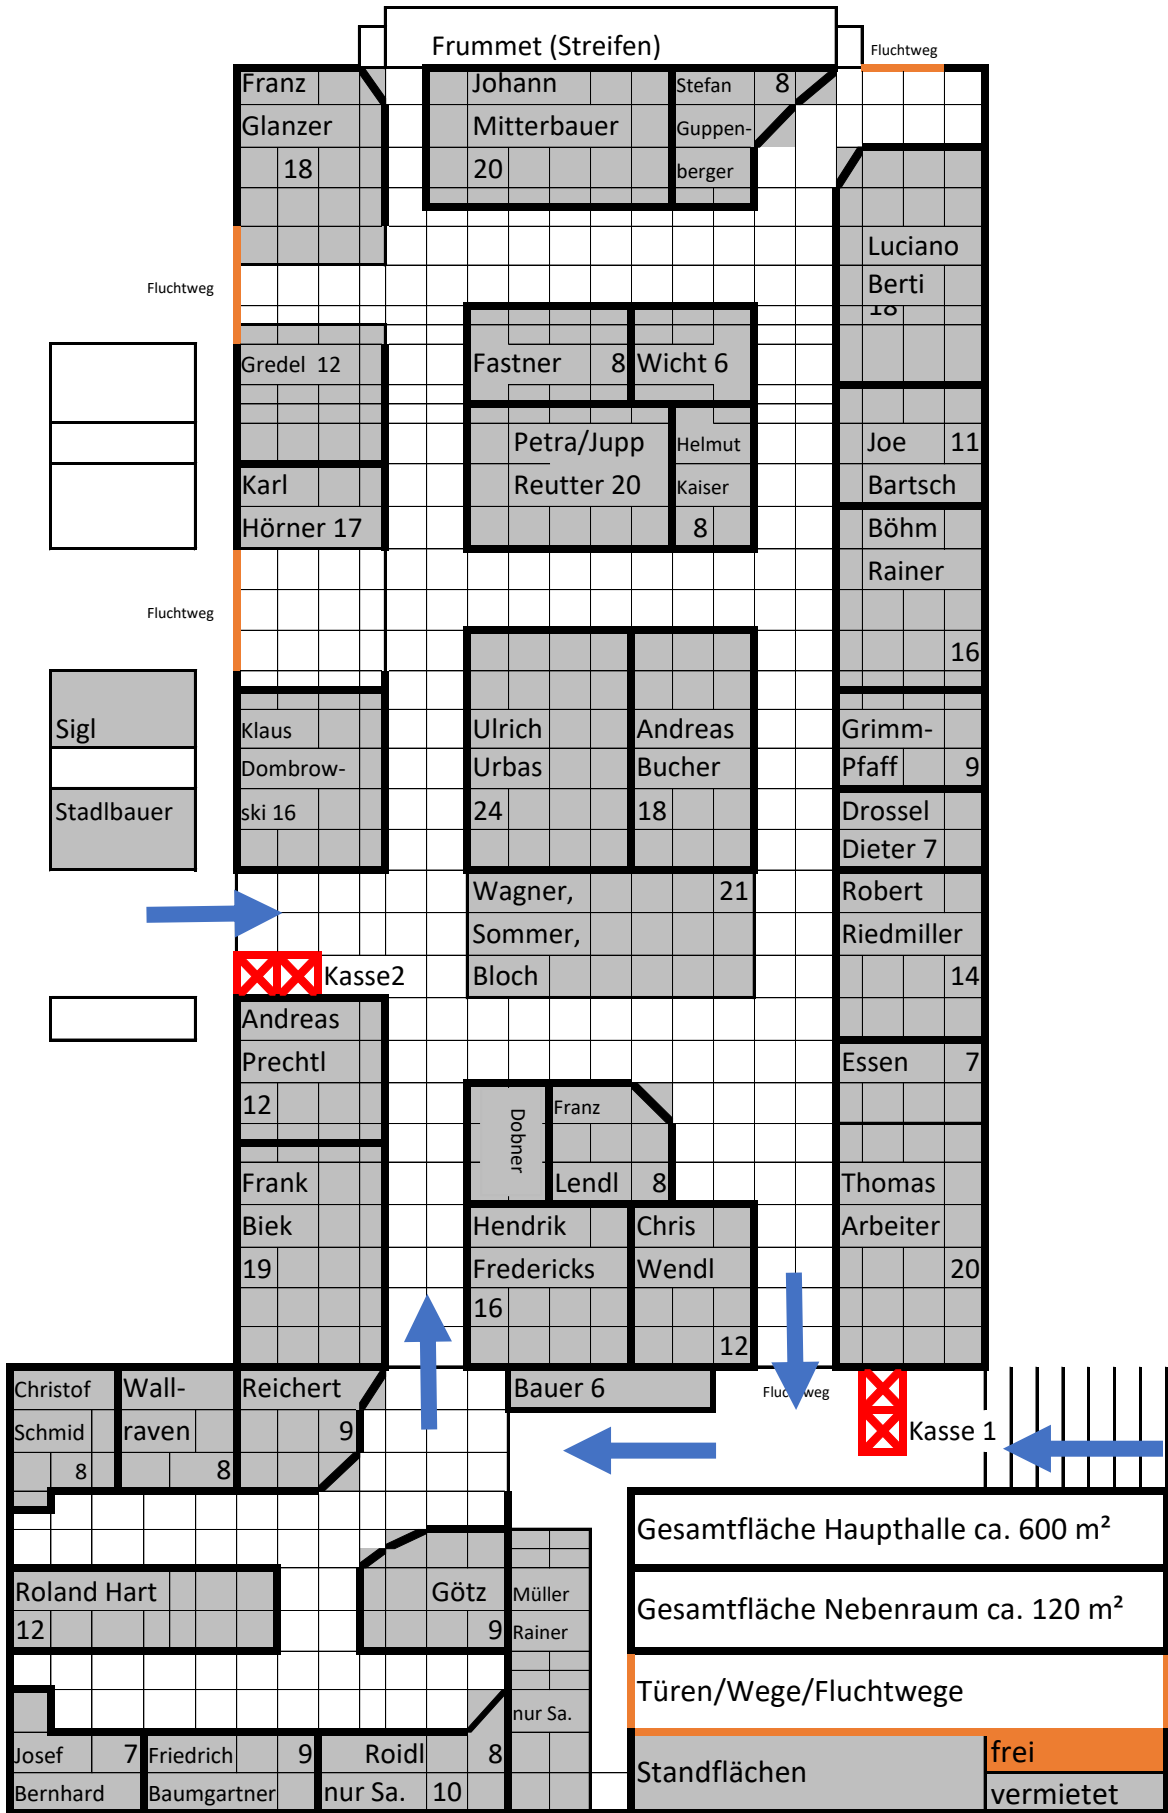 Frummet (Streifen)
Fluchtweg
Franz
Glanzer
18
Johann
Mitterbauer
20
Stefan 8
Guppen-
berger
Luciano
Berti
18
Fluchtweg
Gredel 12
Fastner 8
Wicht 6
Karl
Hörner 17
Petra/Jupp
Reutter 20
Helmut
Kaiser
8
Joe 11
Bartsch
Böhm
Rainer
16
Fluchtweg
Sigl
Stadlbauer
Klaus
Dombrow-
ski 16
Ulrich
Urbas
24
Andreas
Bucher
18
Grimm-
Pfaff 9
Drossel
Dieter 7
Wagner, 21
Sommer,
Bloch
Robert
Riedmiller
14
Kasse2
Andreas
Prechtl
12
Essen 7
Dobner
Franz
Lendl 8
Frank
Biek
19
Hendrik
Fredericks
16
Chris
Wendl
12
Thomas
Arbeiter
20
Christof
Schmid
8
Wall-
raven
8
Reichert
9
Bauer 6
Fluchtweg
Kasse 1
Roland Hart
12
Götz
9
Müller
Rainer
nur Sa.
Josef 7
Bernhard
Friedrich 9
Baumgartner
Roidl 8
nur Sa. 10
Gesamtfläche Haupthalle ca. 600 m²
Gesamtfläche Nebenraum ca. 120 m²
Türen/Wege/Fluchtwege
Standflächen
frei
vermietet